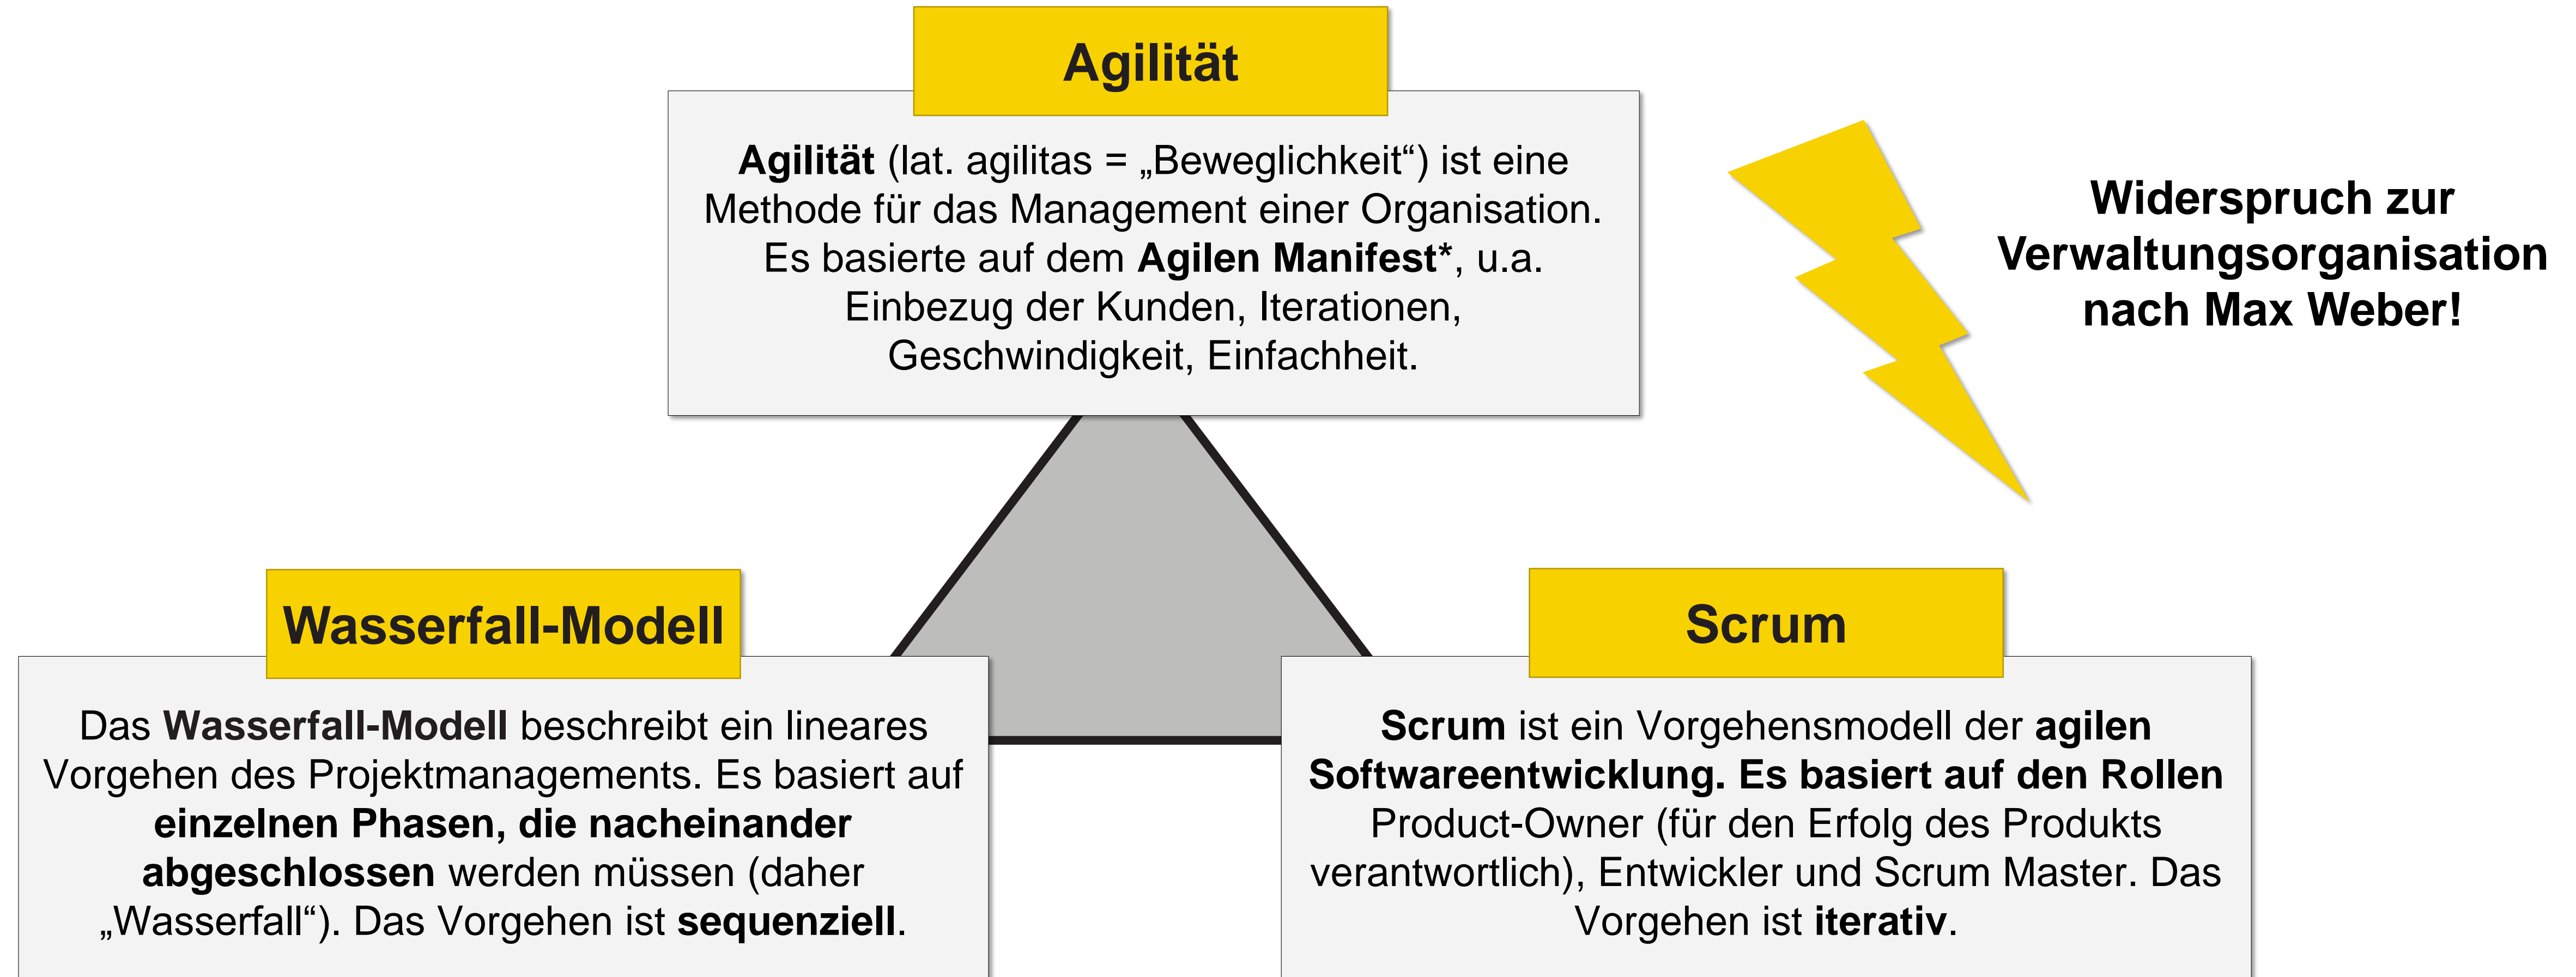 Agilität
Agilität (lat. agilitas = „Beweglichkeit“) ist eine
Methode für das Management einer Organisation.
Es basierte auf dem Agilen Manifest*, u.a.
Einbezug der Kunden, Iterationen,
Geschwindigkeit, Einfachheit.
Widerspruch zur
Verwaltungsorganisation
nach Max Weber!
Wasserfall-Modell
Das Wasserfall-Modell beschreibt ein lineares
Vorgehen des Projektmanagements. Es basiert auf
einzelnen Phasen, die nacheinander
abgeschlossen werden müssen (daher
„Wasserfall“). Das Vorgehen ist sequenziell.
Scrum
Scrum ist ein Vorgehensmodell der agilen
Softwareentwicklung. Es basiert auf den Rollen
Product-Owner (für den Erfolg des Produkts
verantwortlich), Entwickler und Scrum Master. Das
Vorgehen ist iterativ.